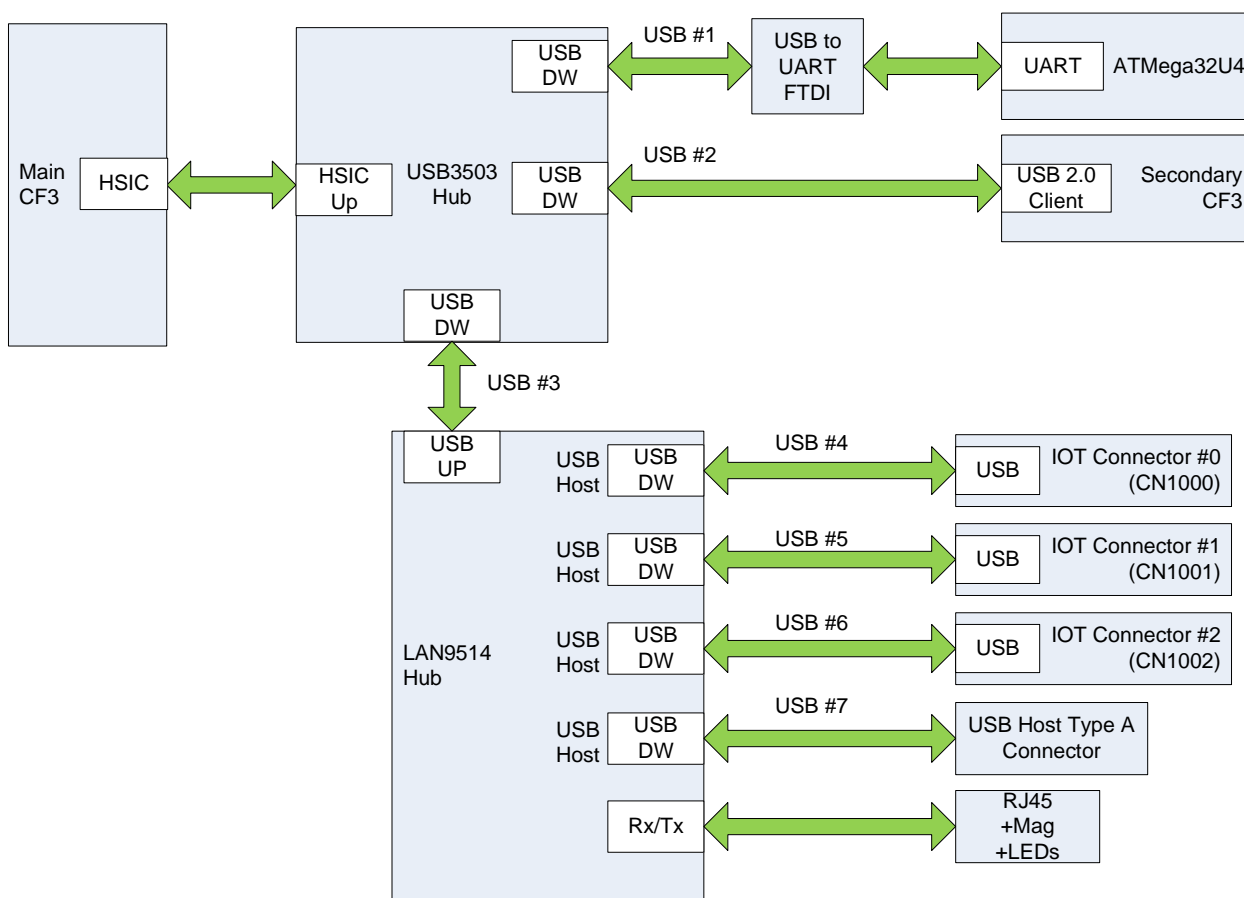 Main
CF3
HSIC
HSIC
Up
USB3503
Hub
USB
DW
USB #1
USB to
UART
FTDI
UART
ATMega32U4
USB
DW
USB #2
USB 2.0
Client
Secondary
CF3
USB
DW
USB #3
USB
UP
LAN9514
Hub
USB
Host
USB
DW
USB #4
USB
IOT Connector #0
(CN1000)
USB
Host
USB
DW
USB #5
USB
IOT Connector #1
(CN1001)
USB
Host
USB
DW
USB #6
USB
IOT Connector #2
(CN1002)
USB
Host
USB
DW
USB #7
USB Host Type A
Connector
Rx/Tx
RJ45
+Mag
+LEDs